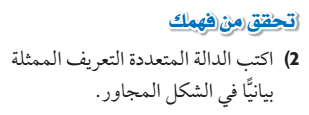 تحقق من فهمك
(2 اكتب الدالة المتعددة التعريف الممثلة
بيانيًّا في الشكل المجاور.